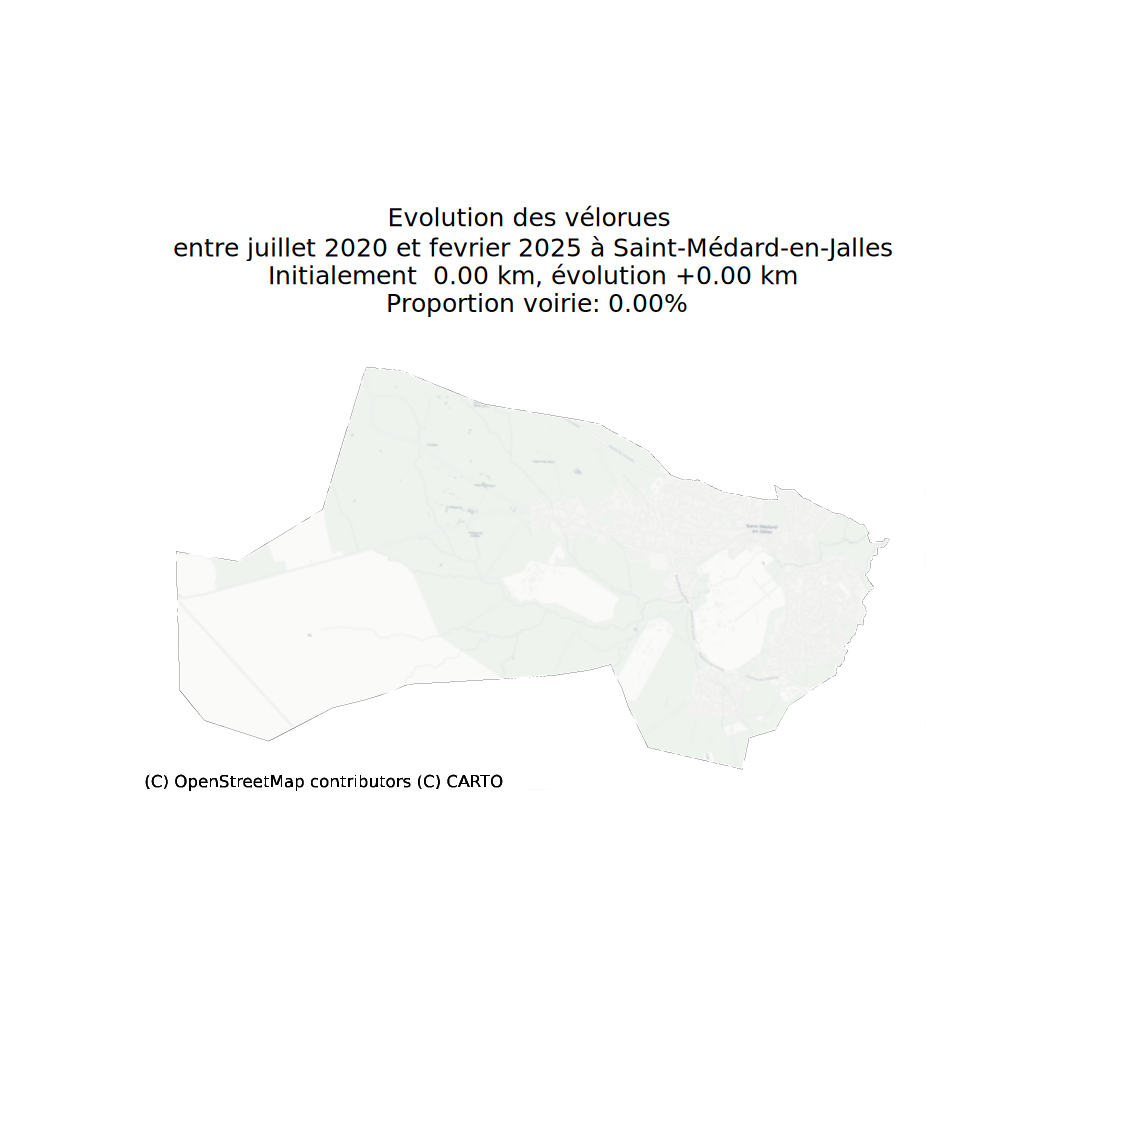 Evolution des vélorues
entre juillet 2020 et fevrier 2025 à Saint-Médard-en-Jalles
Initialement  0.00 km, évolution +0.00 km
Proportion voirie: 0.00%
Saint-Médard
en-Jalles
(C) OpenStreetMap contributors (C) CARTO